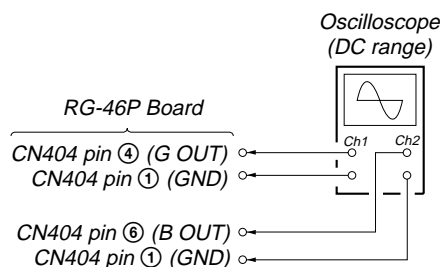 Oscilloscope
(DC range)
RG-46P Board
Ch1 Ch2
CN404 pin ④ (G OUT)
CN404 pin ① (GND)
CN404 pin ⑥ (B OUT)
CN404 pin ① (GND)